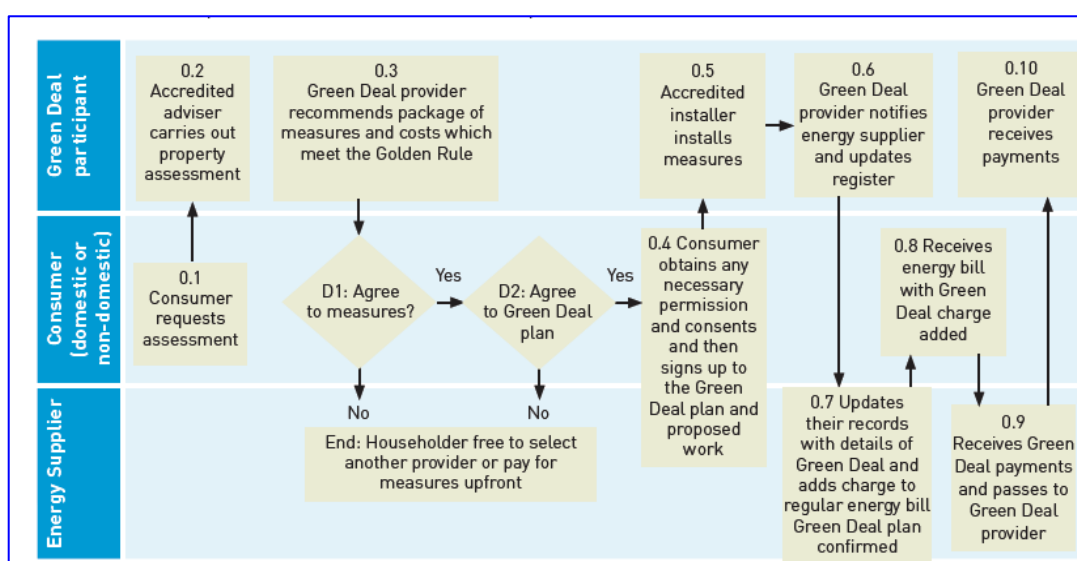 Green Deal
participant
0.2
Accredited
adviser
carries out
property
assessment
0.3
Green Deal provider
recommends package of
measures and costs which
meet the Golden Rule
0.5
Accredited
installer
installs
measures
0.6
Green Deal
provider notifies
energy supplier
and updates
register
0.10
Green Deal
provider
receives
payments
Consumer
(domestic or
non-domestic)
0.1
Consumer
requests
assessment
D1: Agree
to measures?
Yes
No
D2: Agree
to Green Deal
plan
Yes
No
0.4 Consumer
obtains any
necessary
permission
and consents
and then
signs up to
the Green
Deal plan and
proposed
work
0.8 Receives
energy bill
with Green
Deal charge
added
Energy Supplier
End: Householder free to select
another provider or pay for
measures upfront
0.7 Updates
their records
with details of
Green Deal and
adds charge to
regular energy bill
Green Deal plan
confirmed
0.9
Receives Green
Deal payments
and passes to
Green Deal
provider